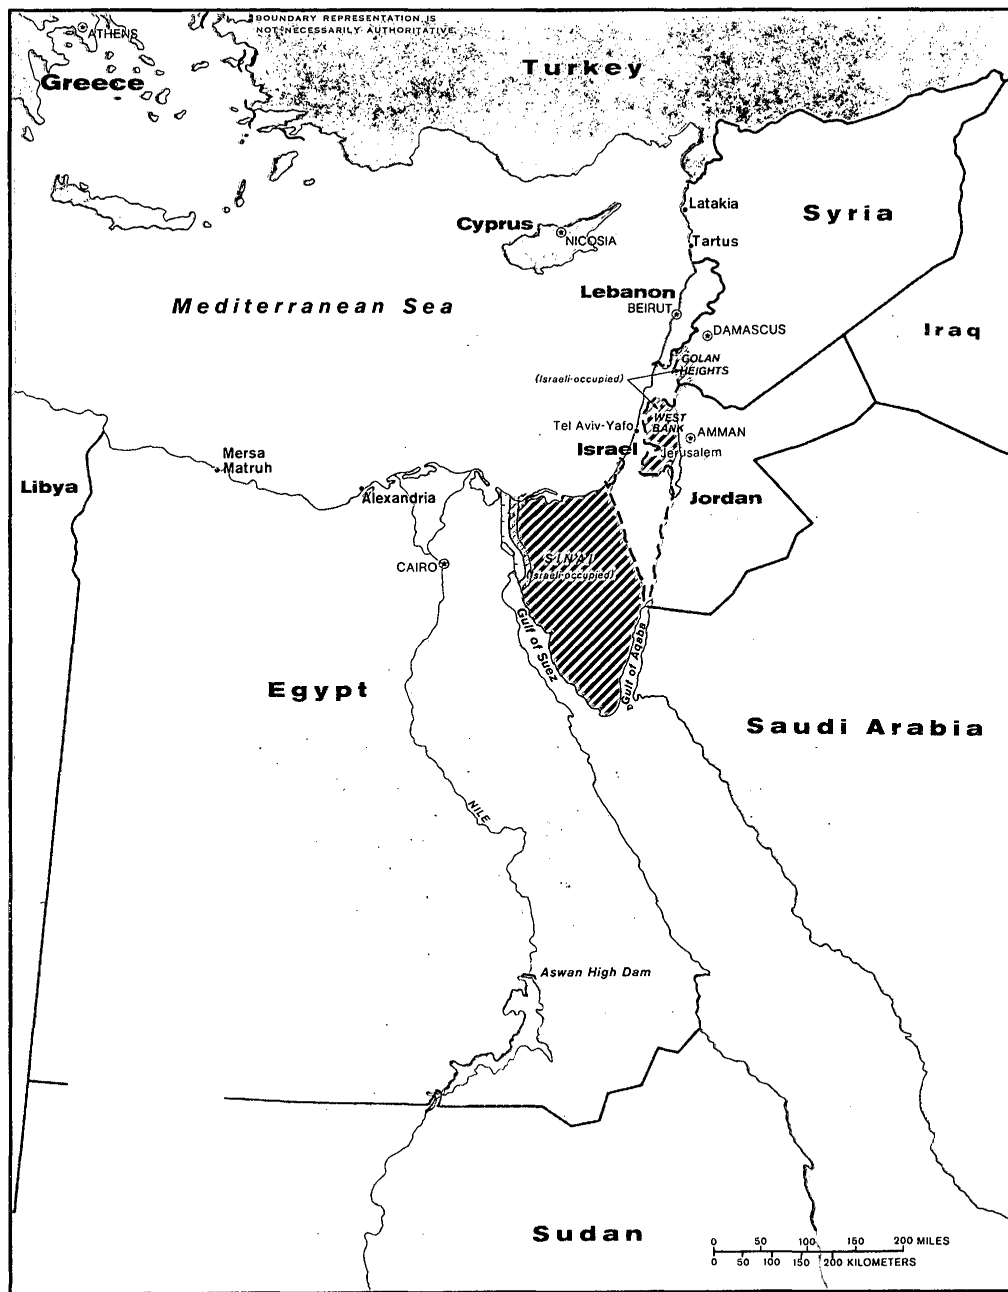 BOUNDARY REPRESENTATION IS
NOT NECESSARILY AUTHORITATIVE
ATHENS
Greece
Turkey
Latakia
Syria
Cyprus
NICOSIA
Tartus
Lebanon
BEIRUT
Mediterranean Sea
DAMASCUS
Iraq
GOLAN
HEIGHTS
(Israeli-occupied)
WEST
BANK
Tel Aviv-Yafo
AMMAN
Israel
Jerusalem
Mersa
Matruh
Libya
Alexandria
Jordan
CAIRO
SINAI
(Israeli-occupied)
Gulf of Suez
Gulf of Aqaba
Egypt
Saudi Arabia
NILE
Aswan High Dam
Sudan
0 50 100 150 200 MILES
0 50 100 150 200 KILOMETERS